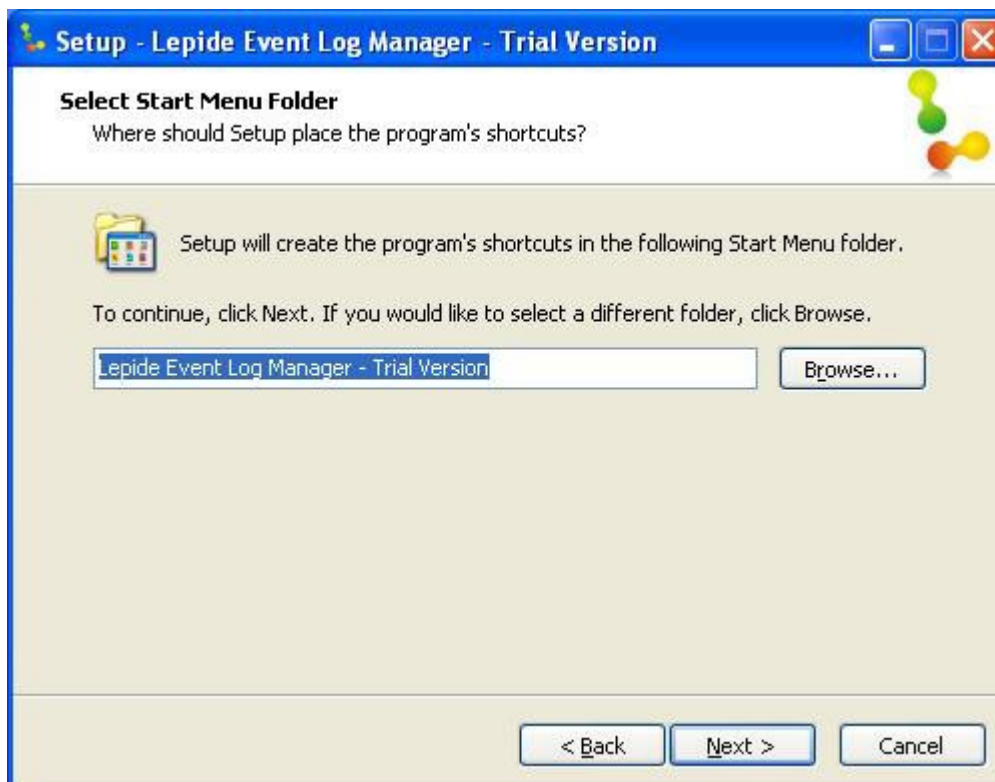 Setup - Lepide Event Log Manager - Trial Version
Select Start Menu Folder
Where should Setup place the program's shortcuts?
Setup will create the program's shortcuts in the following Start Menu folder.
To continue, click Next. If you would like to select a different folder, click Browse.
Lepide Event Log Manager - Trial Version
Browse...
< Back
Next >
Cancel